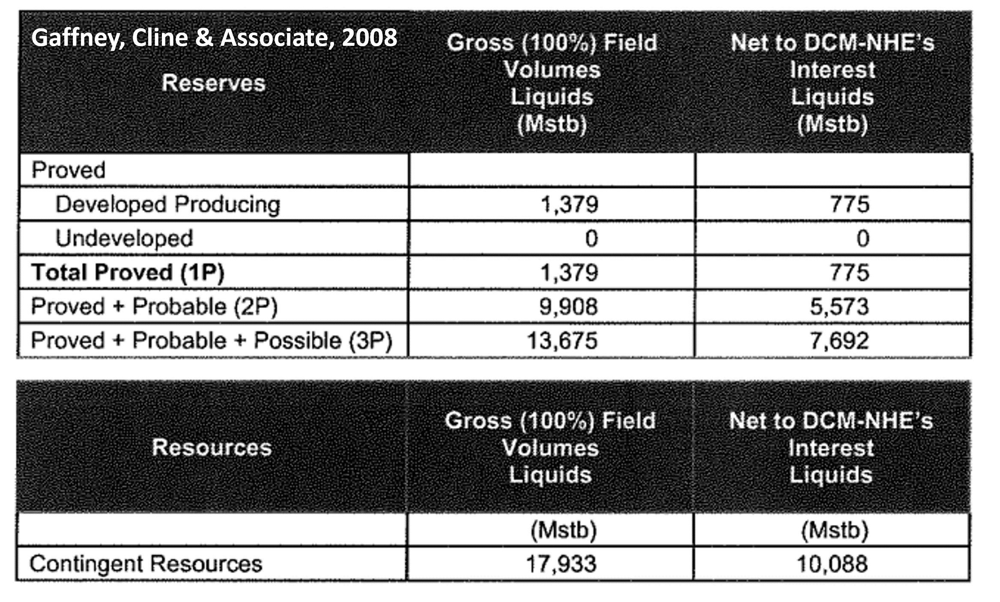 Gaffney, Cline & Associate, 2008
Reserves
Gross (100%) Field
Volumes
Liquids
(Mstb)
Net to DCM-NHE's
Interest
Liquids
(Mstb)
Proved
Developed Producing 1,379 775
Undeveloped 0 0
Total Proved (1P) 1,379 775
Proved + Probable (2P) 9,908 5,573
Proved + Probable + Possible (3P) 13,675 7,692
Resources
Gross (100%) Field
Volumes
Liquids
Net to DCM-NHE's
Interest
Liquids
(Mstb) (Mstb)
Contingent Resources 17,933 10,088